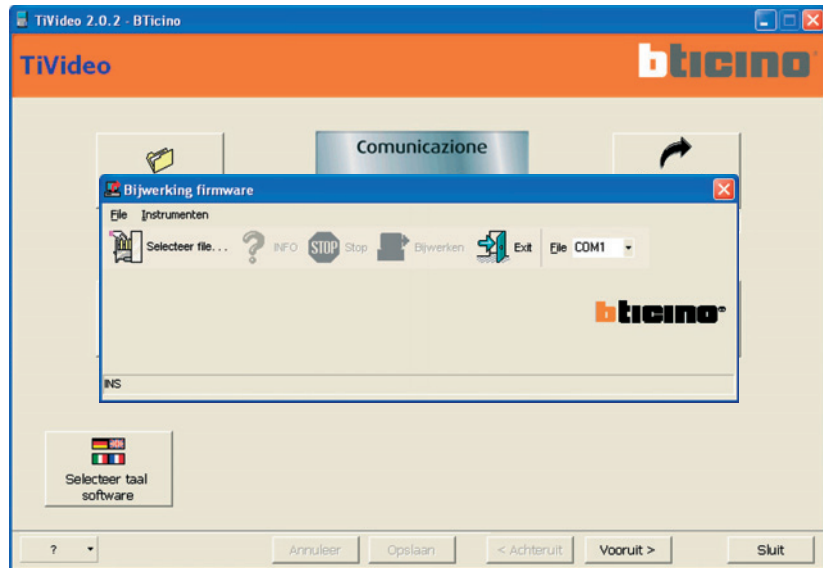 TiVideo 2.0.2 - BTicino
TiVideo
bticino
Comunicazione
Bijwerking firmware
File Instrumenten
Selecteer file... INFO STOP Stop Bijwerken Exit File COM1
bticino®
INS
Selecteer taal
software
? Annuleer Opslaan < Achteruit Vooruit > Sluit